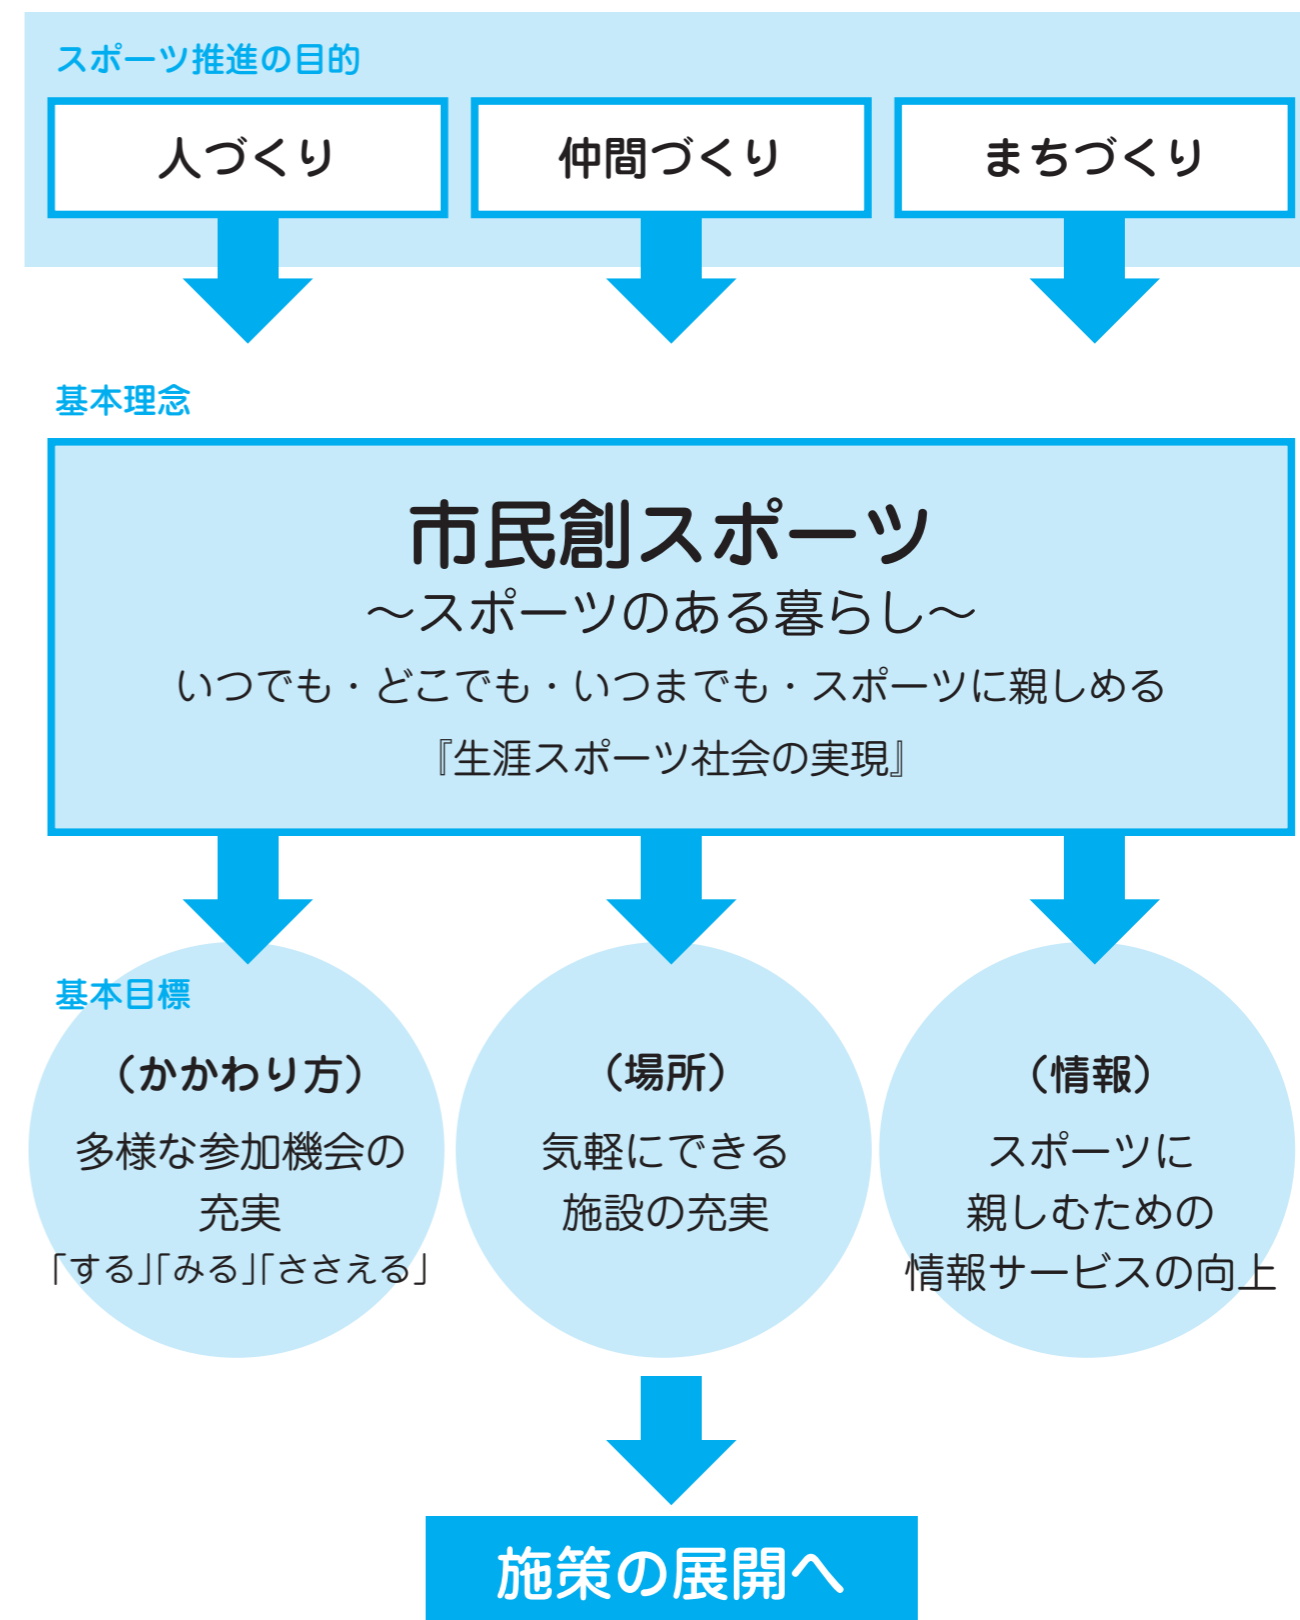 スポーツ推進の目的
人づくり
仲間づくり
まちづくり
基本理念
市民創スポーツ
～スポーツのある暮らし～
いつでも・どこでも・いつまでも・スポーツに親しめる
『生涯スポーツ社会の実現』
基本目標
（かかわり方）
多様な参加機会の
充実
「する」「みる」「ささえる」
（場所）
気軽にできる
施設の充実
（情報）
スポーツに
親しむための
情報サービスの向上
施策の展開へ